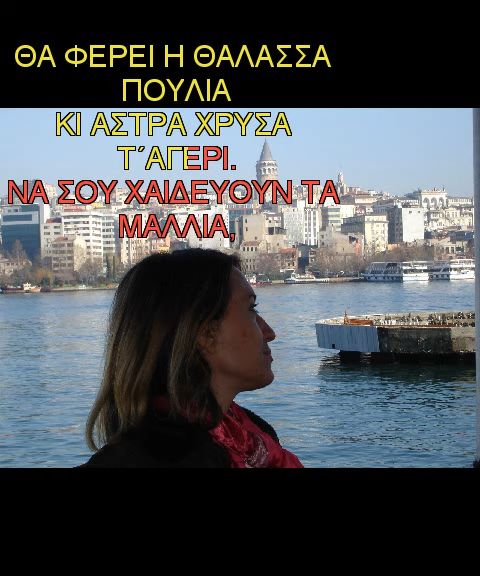 ΘΑ ΦΕΡΕΙ Η ΘΑΛΑΣΣΑ
ΠΟΥΛΙΑ
ΚΙ ΑΣΤΡΑ ΧΡΥΣΑ
Τ΄ΑΓΕΡΙ.
ΝΑ ΣΟΥ ΧΑΙΔΕΥΟΥΝ ΤΑ
ΜΑΛΛΙΑ,